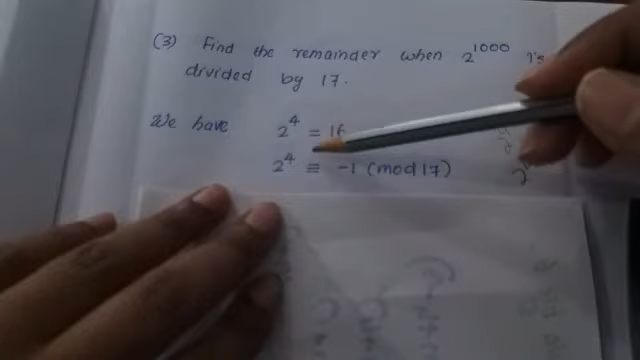 (3) Find the remainder when 2^1000 is
divided by 17.
We have 2^4 = 16
2^4 ≡ -1 (mod 17)